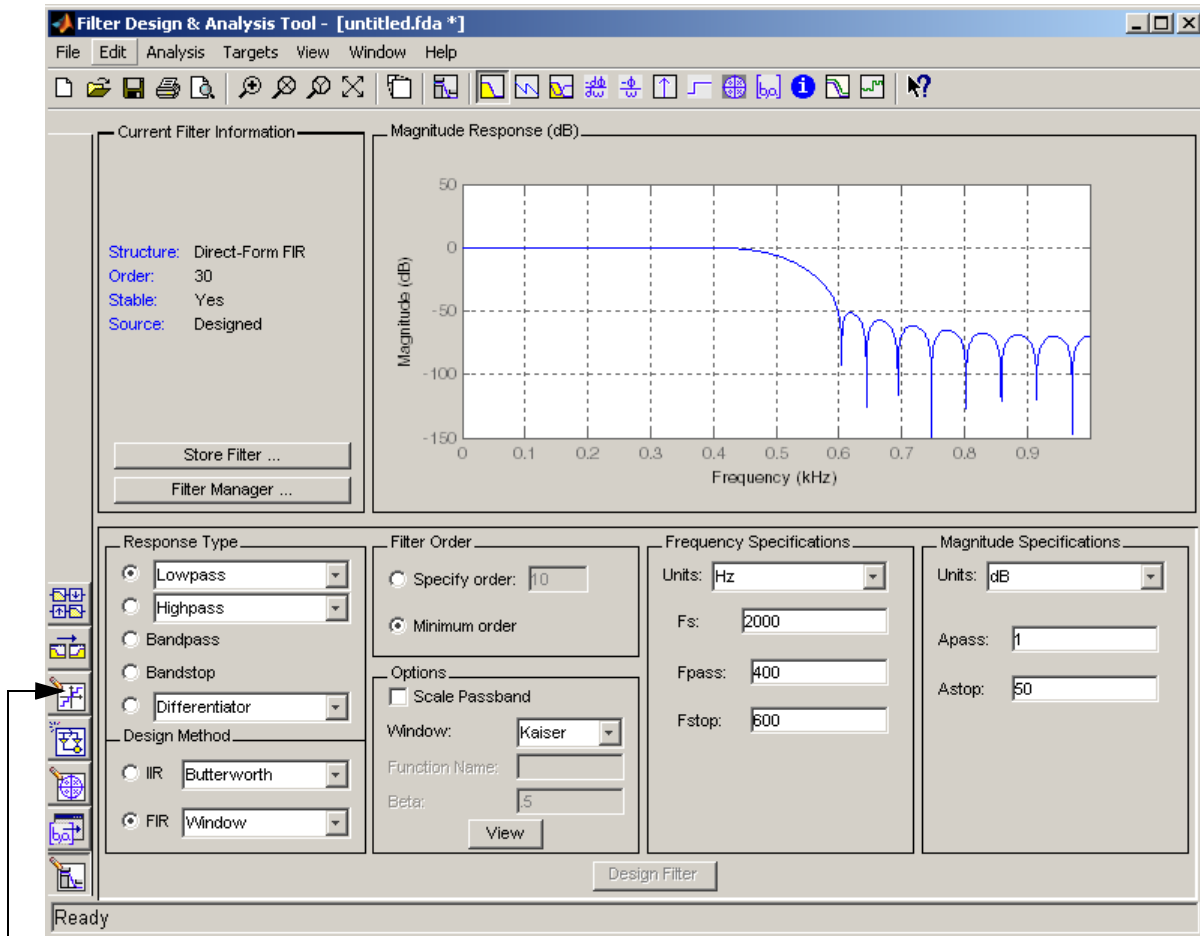 Filter Design & Analysis Tool - [untitled.fda *]
File Edit Analysis Targets View Window Help
Current Filter Information
Structure: Direct-Form FIR
Order: 30
Stable: Yes
Source: Designed
Store Filter ...
Filter Manager ...
Magnitude Response (dB)
50
0
-50
-100
-150
Magnitude (dB)
0 0.1 0.2 0.3 0.4 0.5 0.6 0.7 0.8 0.9
Frequency (kHz)
Response Type
Lowpass
Highpass
Bandpass
Bandstop
Differentiator
Design Method
IIR Butterworth
FIR Window
Filter Order
Specify order: 10
Minimum order
Options
Scale Passband
Window: Kaiser
Function Name:
Beta: .5
View
Frequency Specifications
Units: Hz
Fs: 2000
Fpass: 400
Fstop: 600
Magnitude Specifications
Units: dB
Apass: 1
Astop: 50
Design Filter
Ready